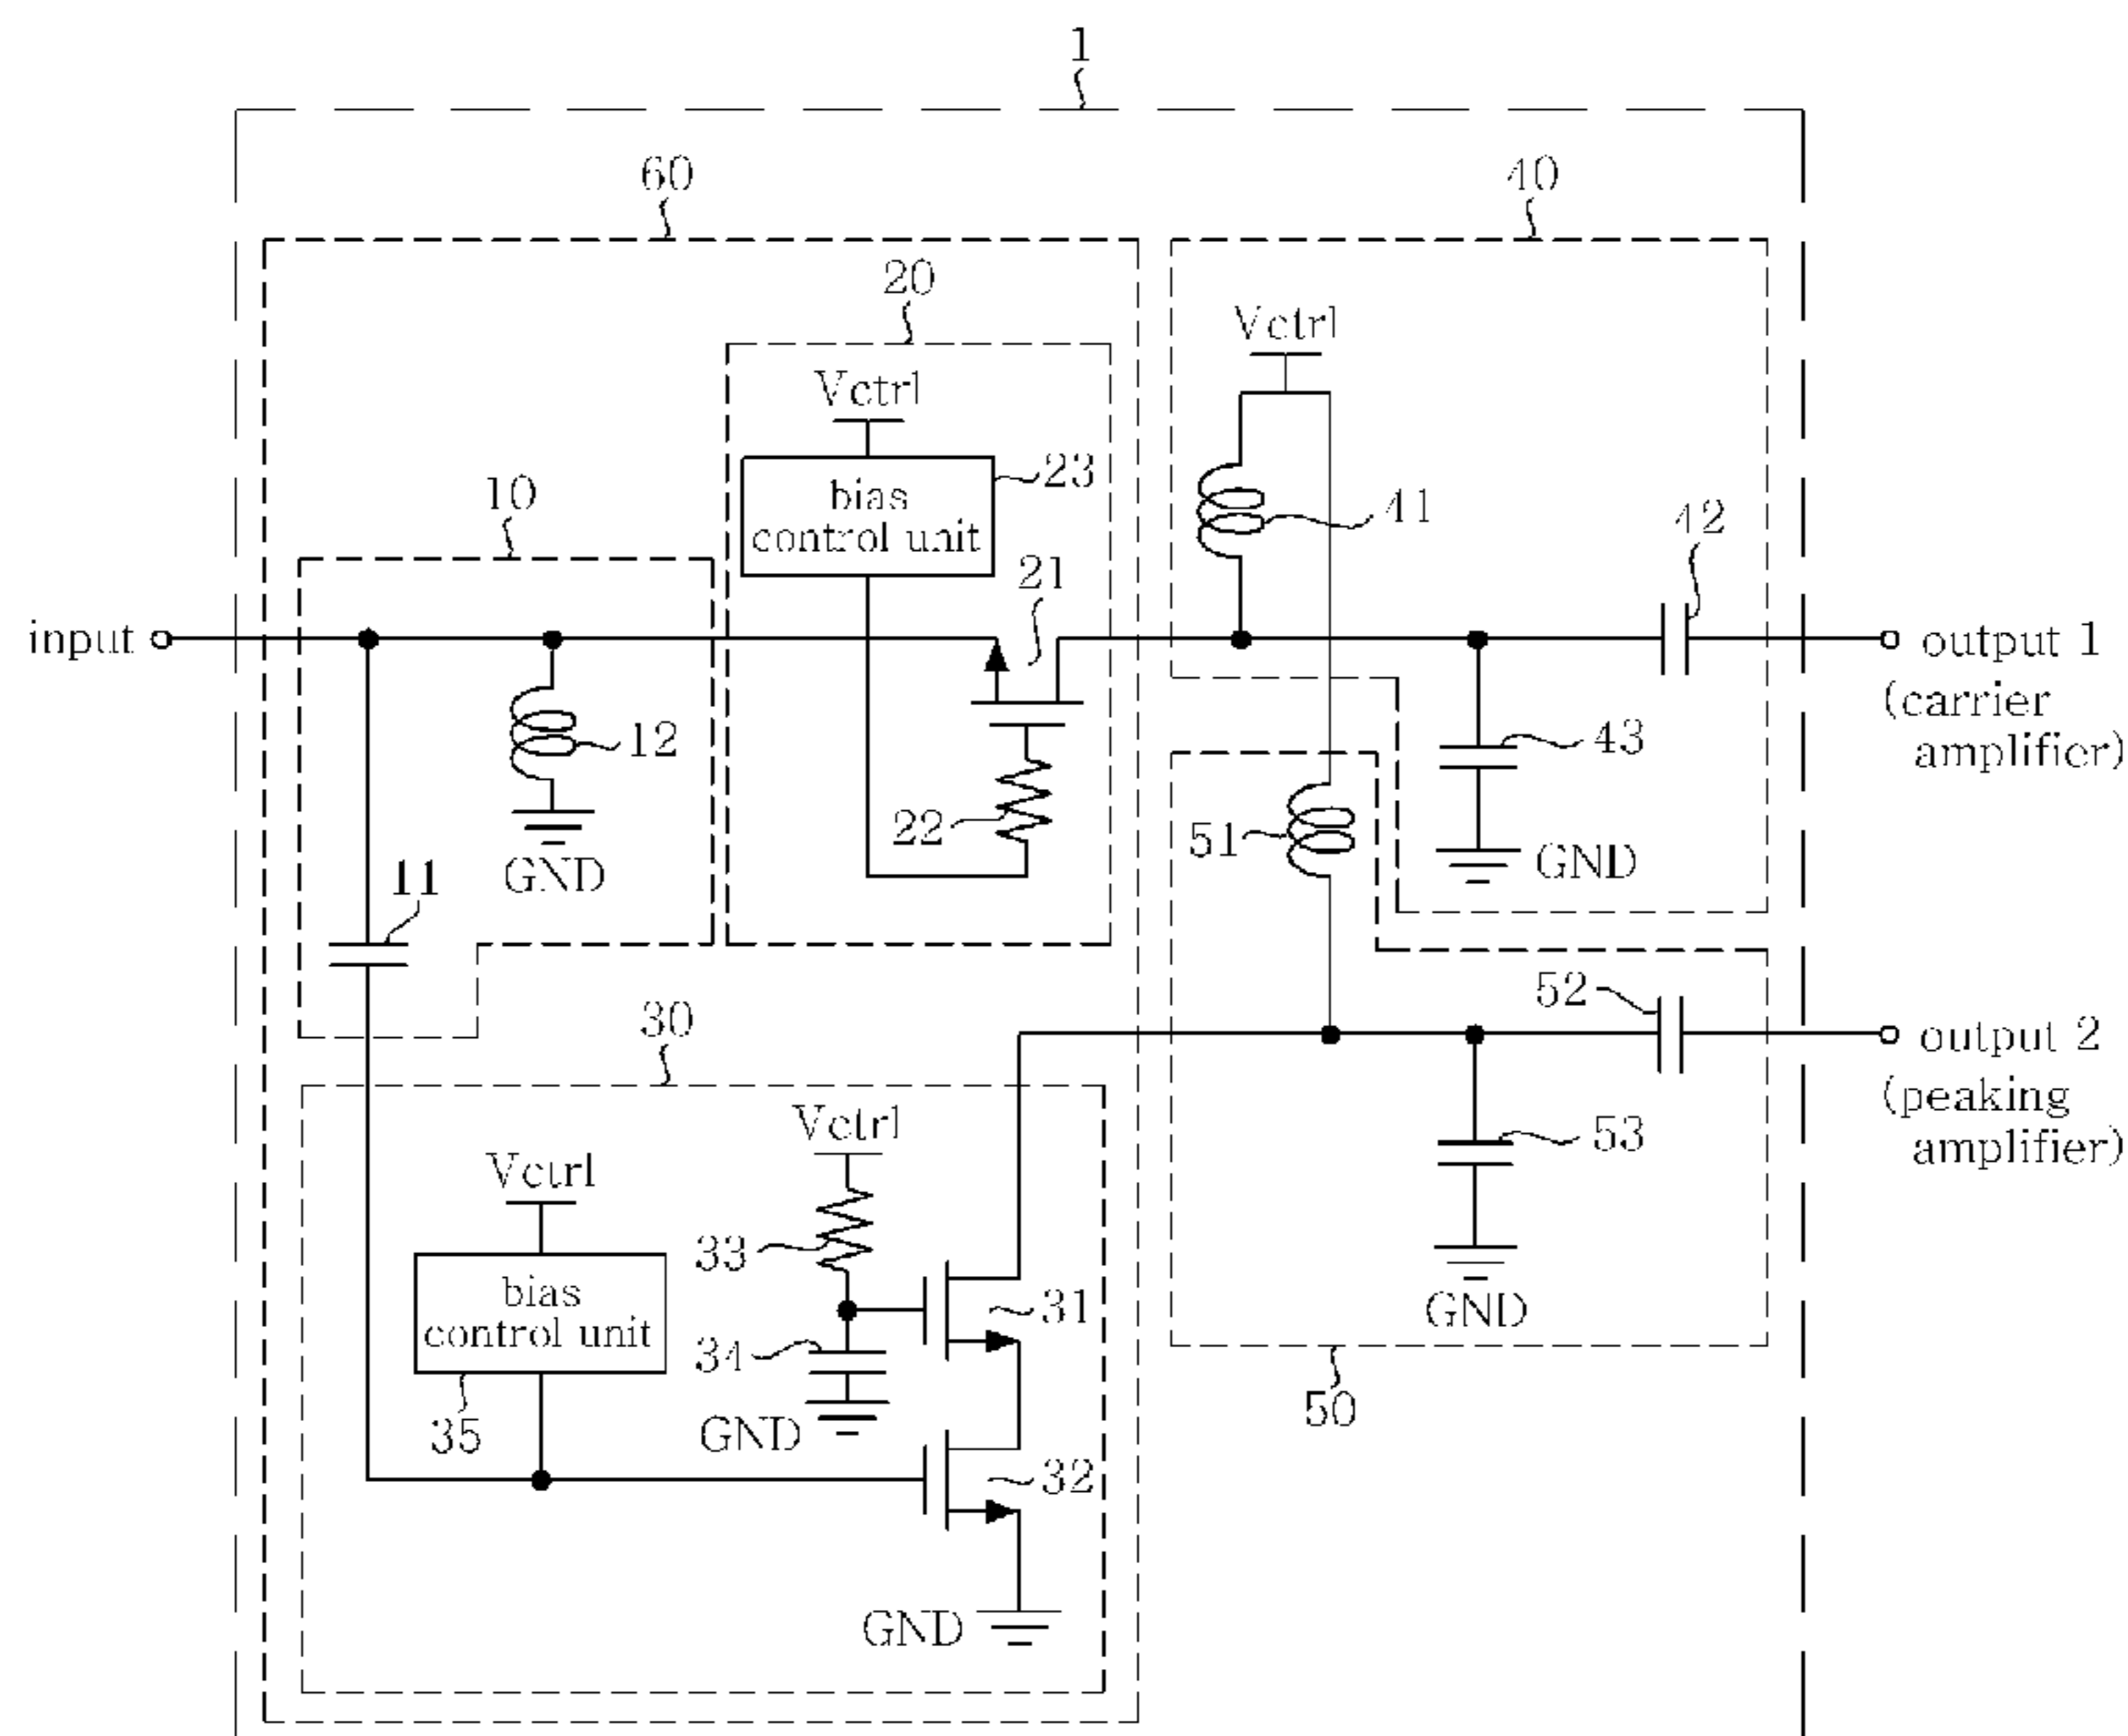 1
60
40
20
Vctrl
Vctrl
23
bias
control unit
10
41
42
21
input
output 1
(carrier
amplifier)
12
43
22
51
GND
GND
11
52
30
output 2
(peaking
amplifier)
Vctrl
53
Vctrl
33
bias
control unit
31
GND
34
50
35
GND
32
GND